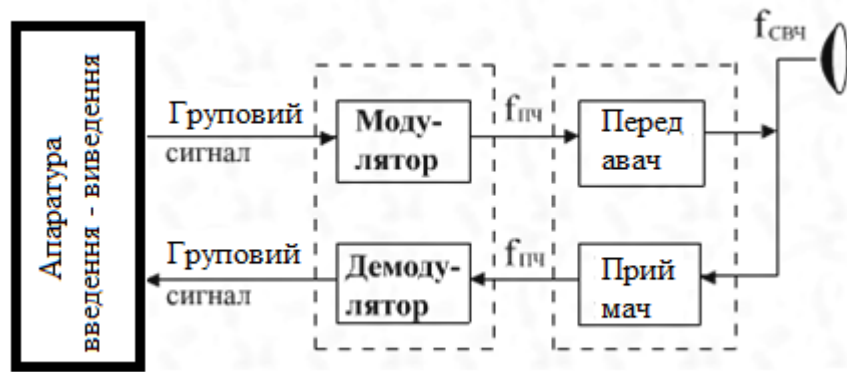 Апаратура
введення - виведення
Груповий
сигнал
Моду-
лятор
fПЧ
Перед
авач
fСВЧ
Груповий
сигнал
Демоду-
лятор
fПЧ
Прий
мач